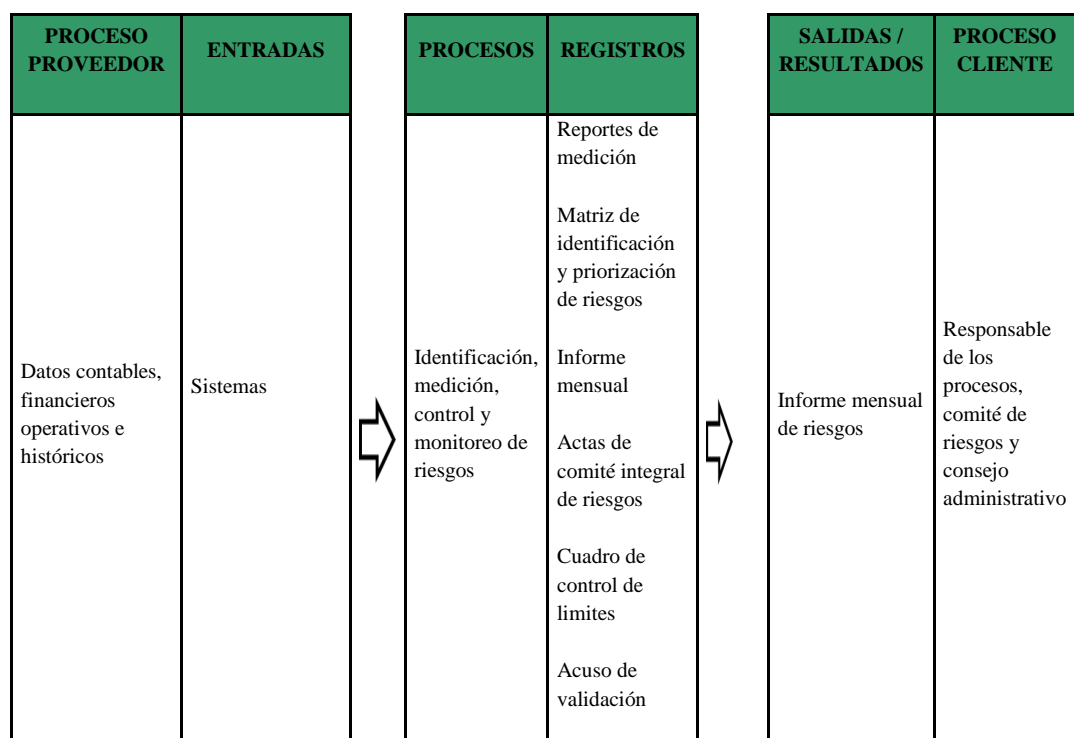 PROCESO
PROVEEDOR
ENTRADAS
PROCESOS
REGISTROS
SALIDAS /
RESULTADOS
PROCESO
CLIENTE
Datos contables,
financieros
operativos e
históricos
Sistemas
Identificación,
medición,
control y
monitoreo de
riesgos
Reportes de
medición
Matriz de
identificación
y priorización
de riesgos
Informe
mensual
Actas de
comité integral
de riesgos
Cuadro de
control de
limites
Acuso de
validación
Informe mensual
de riesgos
Responsable
de los
procesos,
comité de
riesgos y
consejo
administrativo